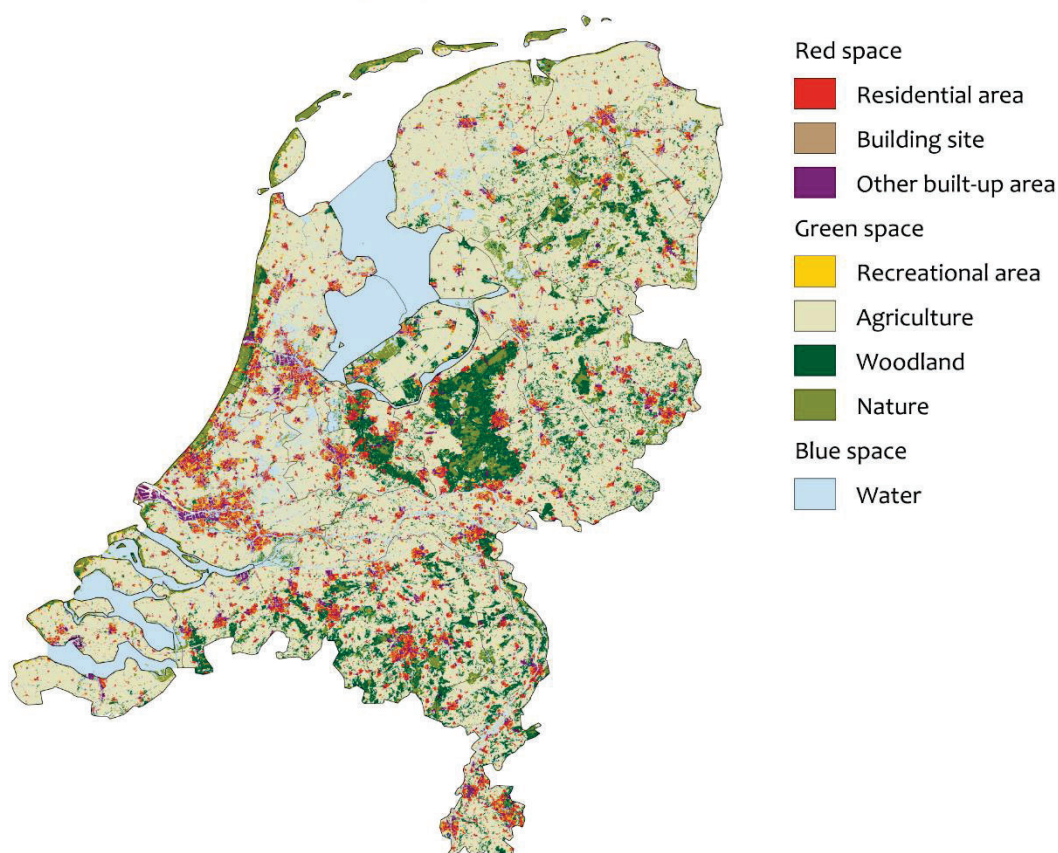 Red space
Residential area
Building site
Other built-up area
Green space
Recreational area
Agriculture
Woodland
Nature
Blue space
Water